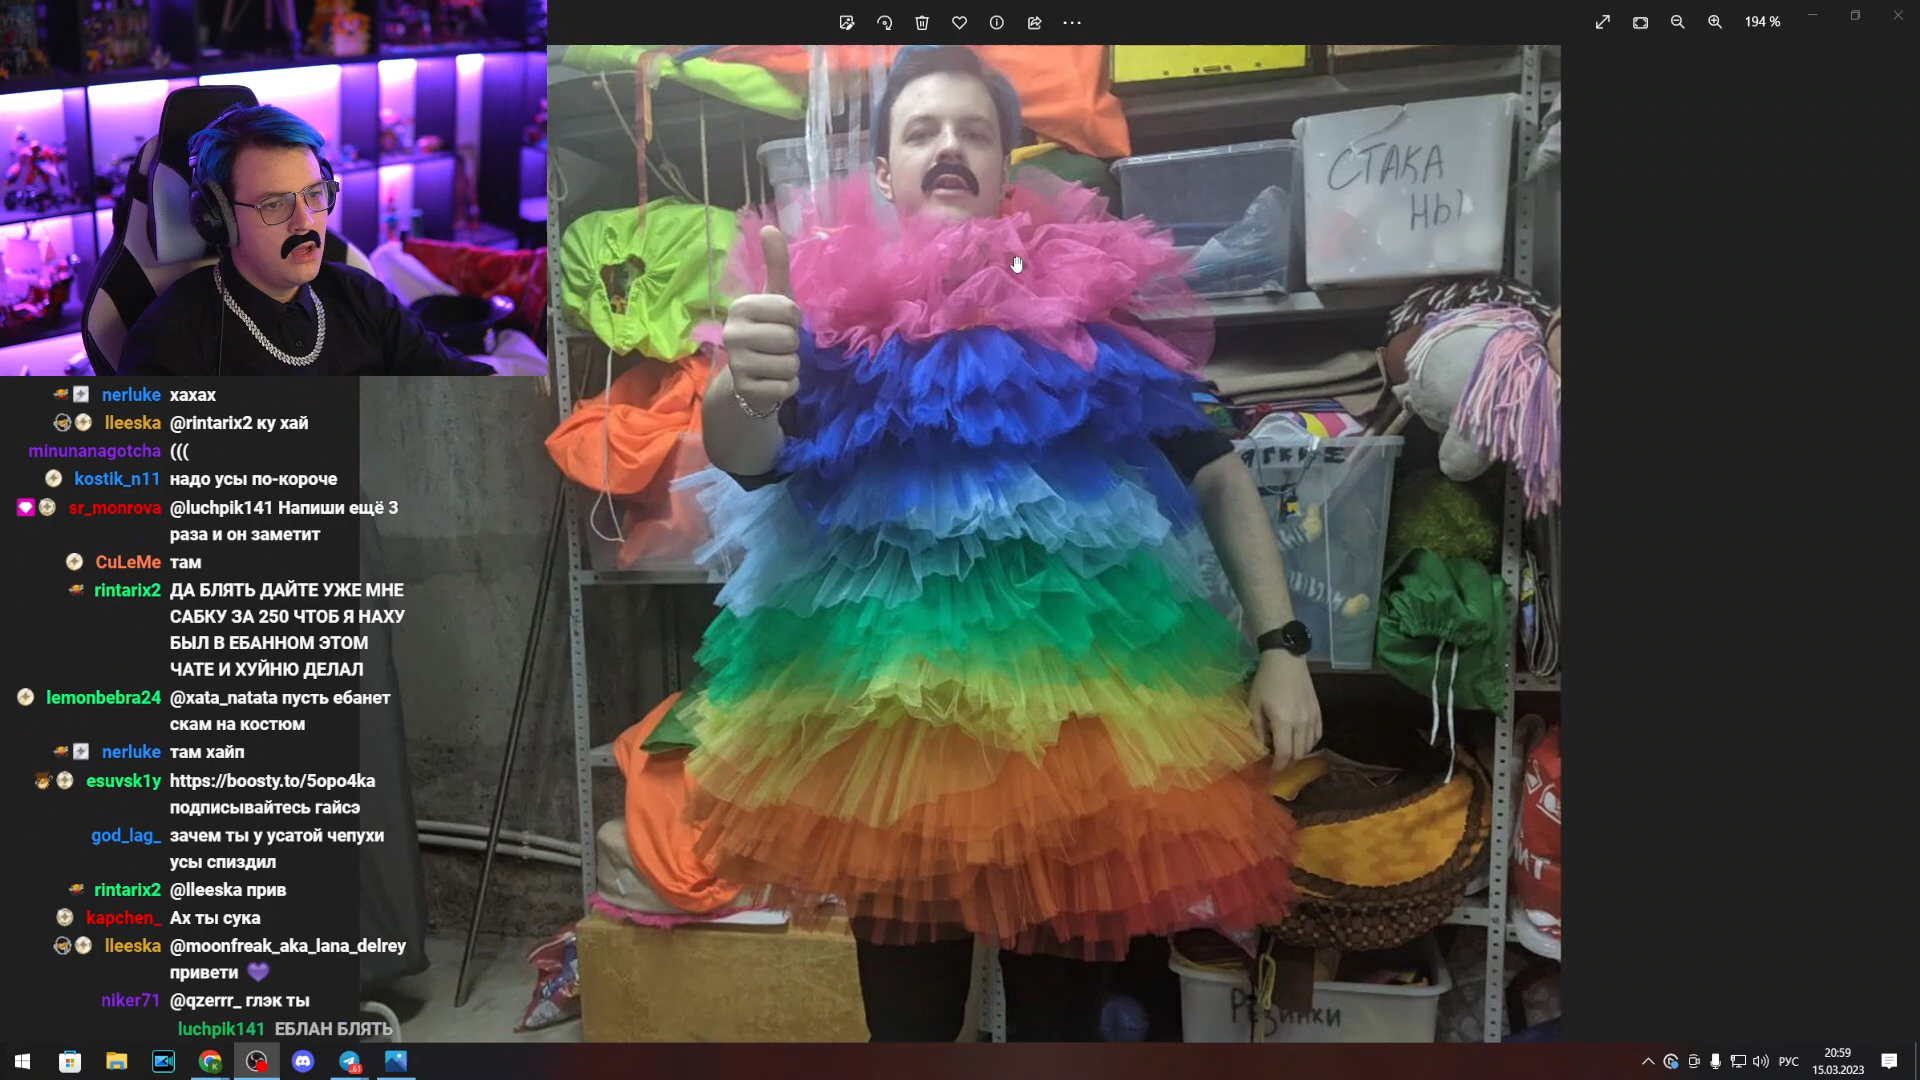 194 %
СТАКА
НЫ
ЯГКИЕ
Резинки
nerluke хахах
lleeska @rintarix2 ку хай
minunanagotcha (((
kostik_n11 надо усы по-короче
sr_monrova @luchpik141 Напиши ещё 3
раза и он заметит
CuLeMe там
rintarix2 ДА БЛЯТЬ ДАЙТЕ УЖЕ МНЕ
САБКУ ЗА 250 ЧТОБ Я НАХУ
БЫЛ В ЕБАННОМ ЭТОМ
ЧАТЕ И ХУЙНЮ ДЕЛАЛ
lemonbebra24 @xata_natata пусть ебанет
скам на костюм
nerluke там хайп
esuvsk1y https://boosty.to/5opo4ka
подписывайтесь гайсэ
god_lag_ зачем ты у усатой чепухи
усы спиздил
rintarix2 @lleeska прив
kapchen_ Ах ты сука
lleeska @moonfreak_aka_lana_delrey
привети
niker71 @qzerrr_ глэк ты
luchpik141 ЕБЛАН БЛЯТЬ
РУС
20:59
15.03.2023